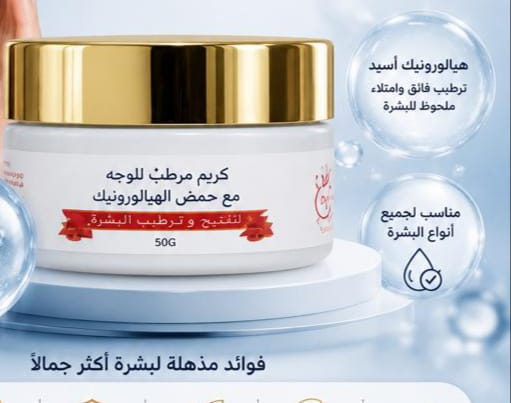 هيالورونيك أسيد
ترطيب فائق وامتلاء
ملحوظ للبشرة
كريم مرطب للوجه
مع حمض الهيالورونيك
لتفتيح و ترطيب البشرة
50G
مناسب لجميع
أنواع البشرة
فوائد مذهلة لبشرة أكثر جمالاً